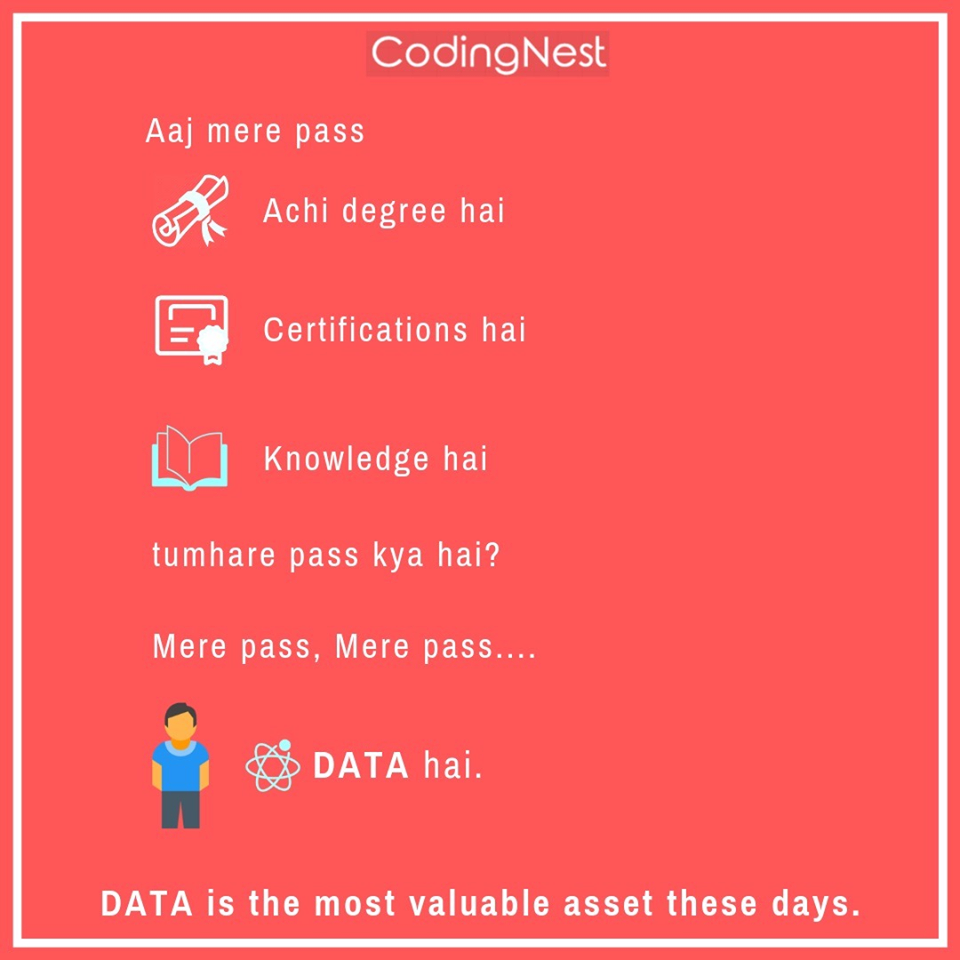 CodingNest
Aaj mere pass
Achi degree hai
Certifications hai
Knowledge hai
tumhare pass kya hai?
Mere pass, Mere pass....
DATA hai.
DATA is the most valuable asset these days.